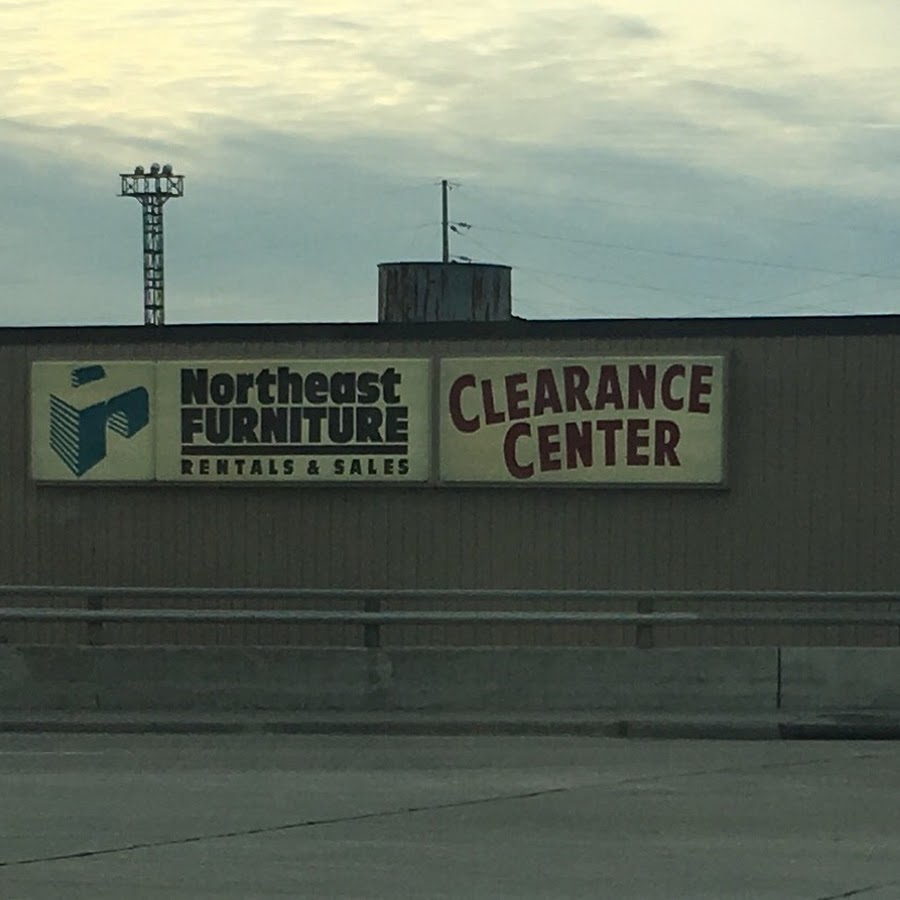 Northeast
FURNITURE
RENTALS & SALES
CLEARANCE
CENTER